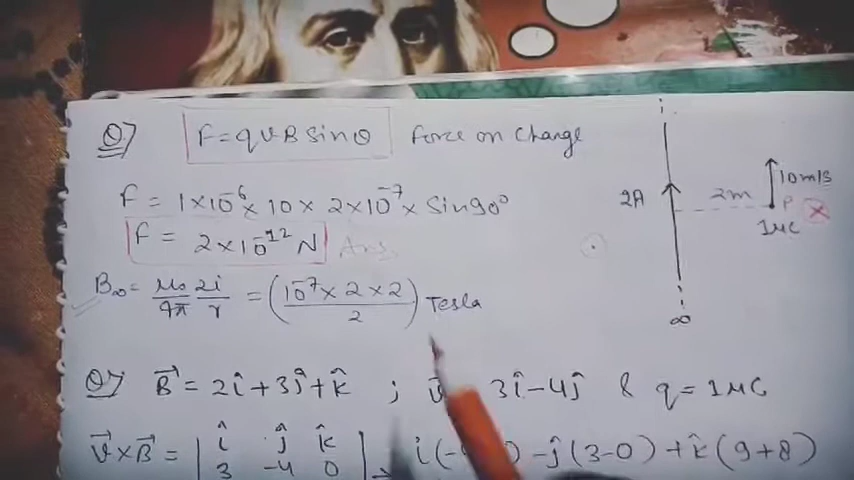 Q7 F = qvB sinθ Force on Change
F = 1×10⁻⁶ × 10 × 2×10⁻⁷ × Sin90°
F = 2×10⁻¹² N Ans.
B∞ = μ₀/4π 2i/r = (10⁻⁷×2×2/2) Tesla
2A 2m 10m/s P 1μC
∞
Q7 B⃗ = 2î+3ĵ+k̂ ; 3î-4ĵ & q = 1μC
v⃗×B⃗ = | î ĵ k̂ | → î(- ) -ĵ(3-0) + k̂(9+8)
3 -4 0